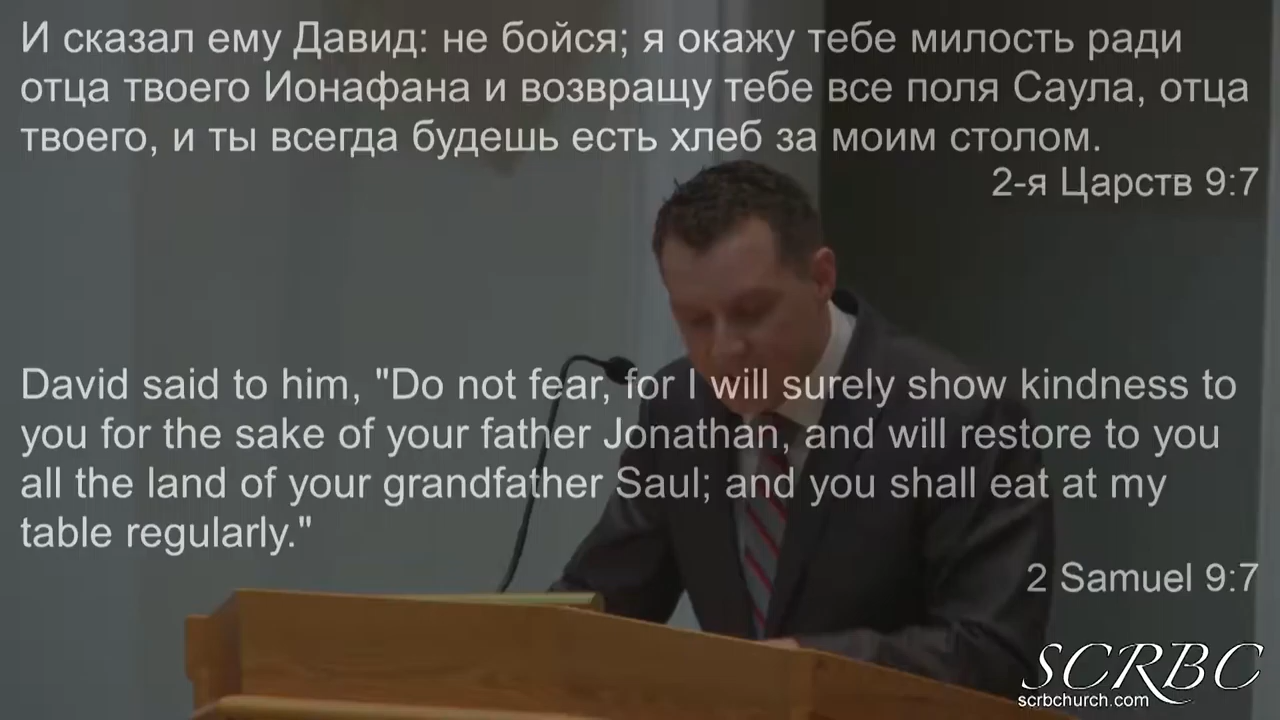 И сказал ему Давид: не бойся; я окажу тебе милость ради
отца твоего Ионафана и возвращу тебе все поля Саула, отца
твоего, и ты всегда будешь есть хлеб за моим столом.
2-я Царств 9:7
David said to him, "Do not fear, for I will surely show kindness to
you for the sake of your father Jonathan, and will restore to you
all the land of your grandfather Saul; and you shall eat at my
table regularly."
2 Samuel 9:7
SCRBC
scrbchurch.com